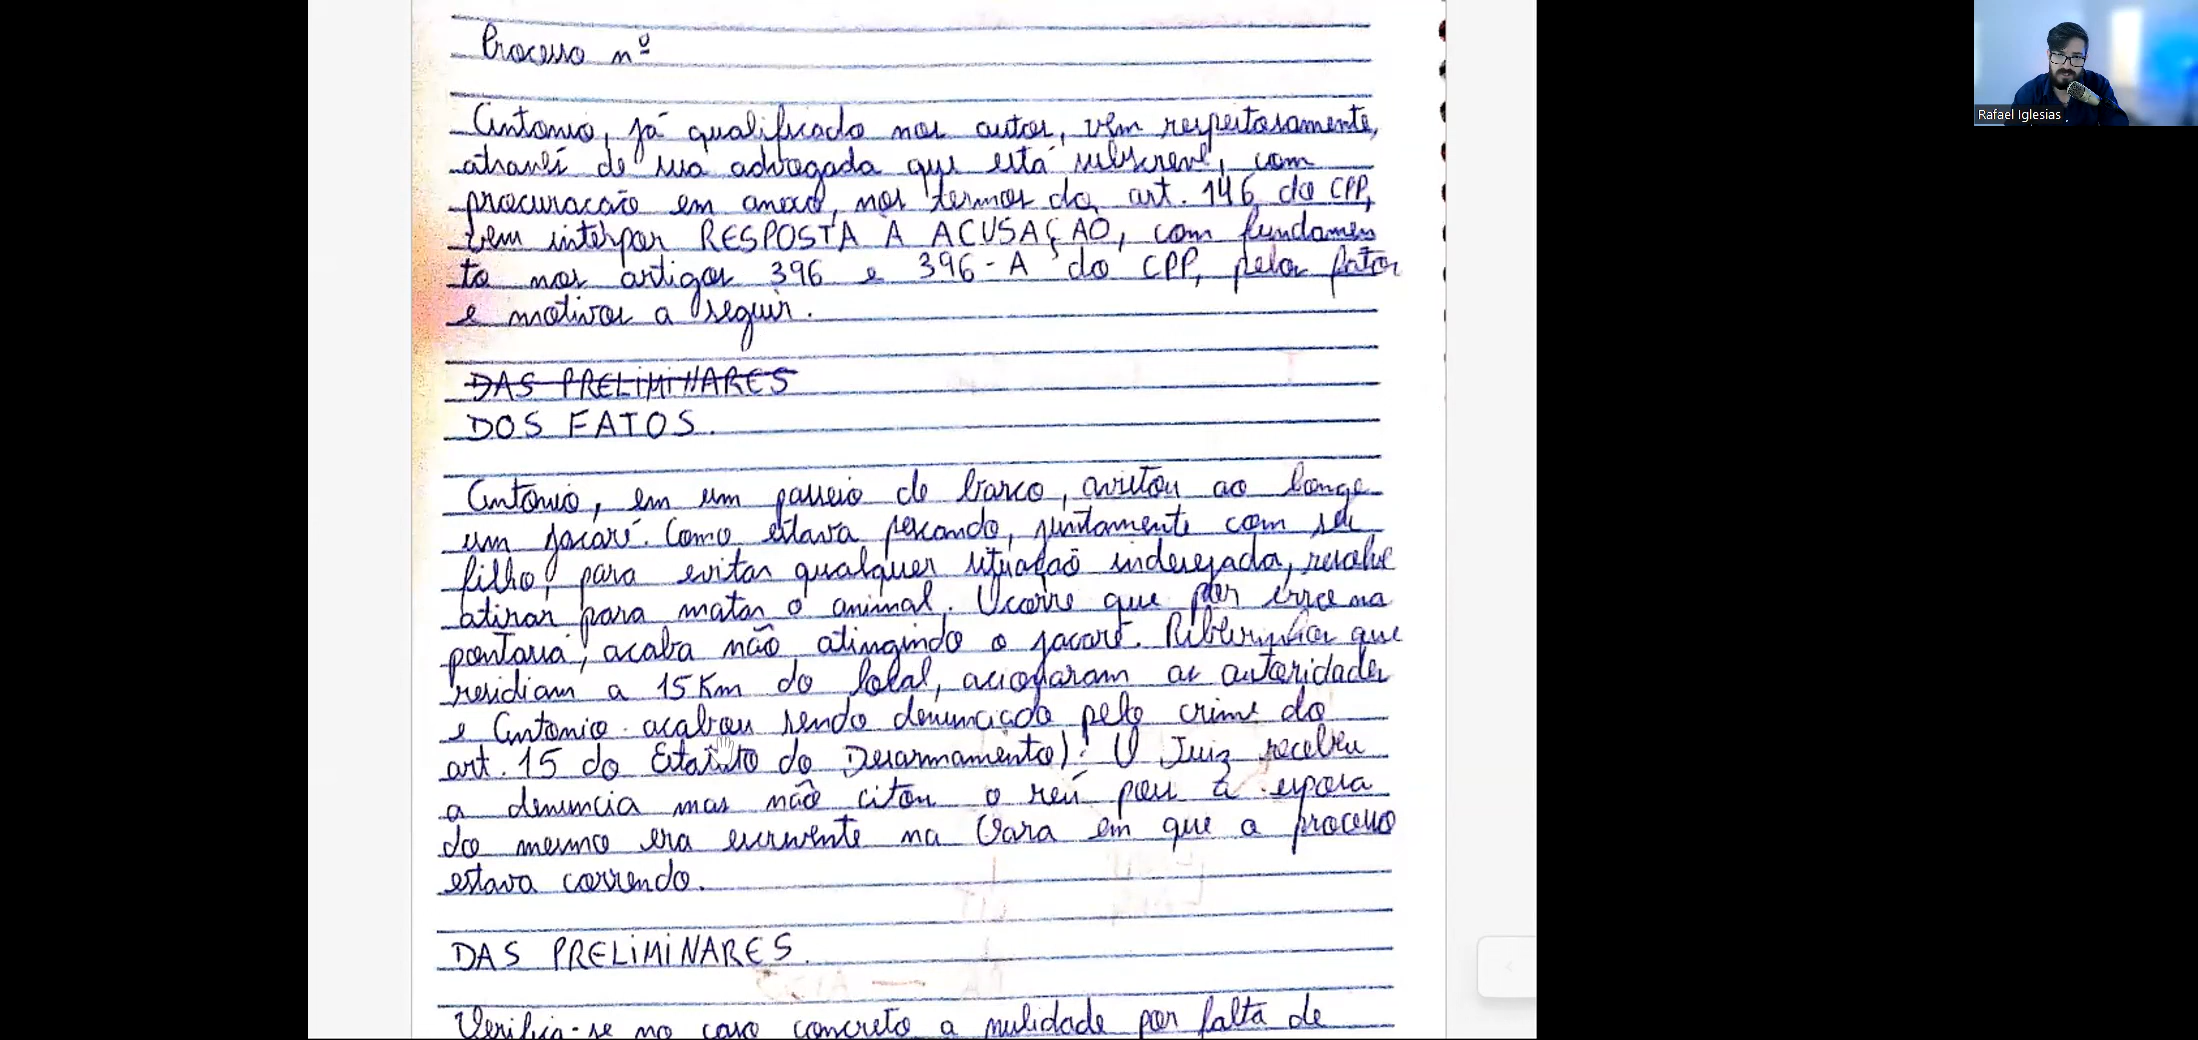 Processo nº
Antonio, já qualificado nos autos, vem respeitosamente,
através de sua advogada que está subscreve, com
procuração em anexo, nos termos do art. 146 do CPP,
vem interpor RESPOSTA A ACUSAÇÃO, com fundamen
to nos artigos 396 e 396-A do CPP, pelos fatos
e motivos a seguir.
DAS PRELIMINARES
DOS FATOS.
Antônio, em um passeio de barco, avistou ao longe
um jacaré. Como estava pescando, juntamente com seu
filho, para evitar qualquer situação indesejada, resolve
atirar para matar o animal. Ocorre que por erro na
pontaria, acaba não atingindo o jacaré. Ribeirinhos que
residiam a 15 Km do local, acionaram as autoridades
e Antonio acabou sendo denunciado pelo crime do
art. 15 do Estatuto do Desarmamento). O Juiz recebeu
a denuncia mas não citou o réu pois a esposa
do mesmo era escrevente na Vara em que o processo
estava correndo.
DAS PRELIMINARES.
Verifica-se no caso concreto a nulidade por falta de
Rafael Iglesias